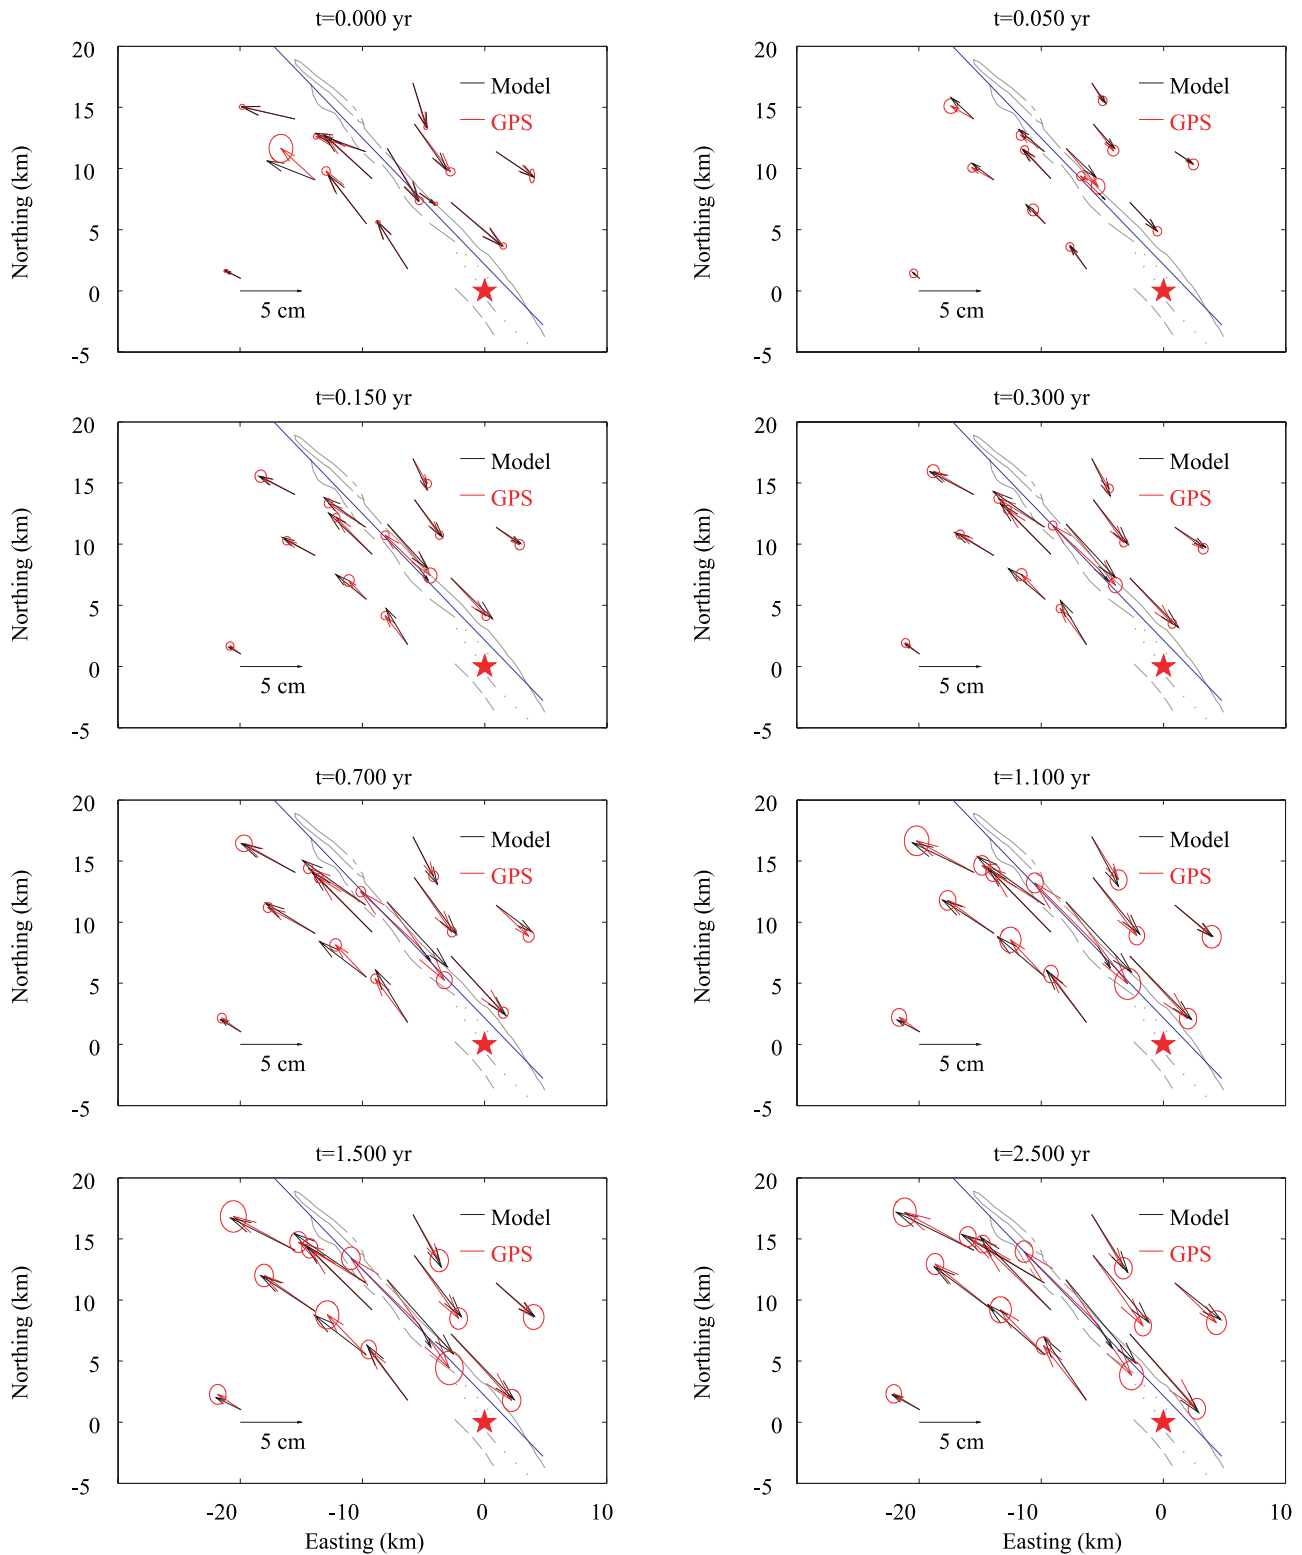 t=0.000 yr
t=0.050 yr
20
15
10
5
0
-5
Northing (km)
Model
GPS
5 cm
20
15
10
5
0
-5
-10
Northing (km)
Model
GPS
5 cm
t=0.150 yr
t=0.300 yr
20
15
10
5
0
-5
Northing (km)
Model
GPS
5 cm
20
15
10
5
0
-5
Northing (km)
Model
GPS
5 cm
t=0.700 yr
t=1.100 yr
20
15
10
5
0
-5
Northing (km)
Model
GPS
5 cm
20
15
10
5
0
-5
Northing (km)
Model
GPS
5 cm
t=1.500 yr
t=2.500 yr
20
15
10
5
0
-5
Northing (km)
Model
GPS
5 cm
-20 -10 0 10
Easting (km)
20
15
10
5
0
-5
Northing (km)
Model
GPS
5 cm
-20 -10 0 10
Easting (km)